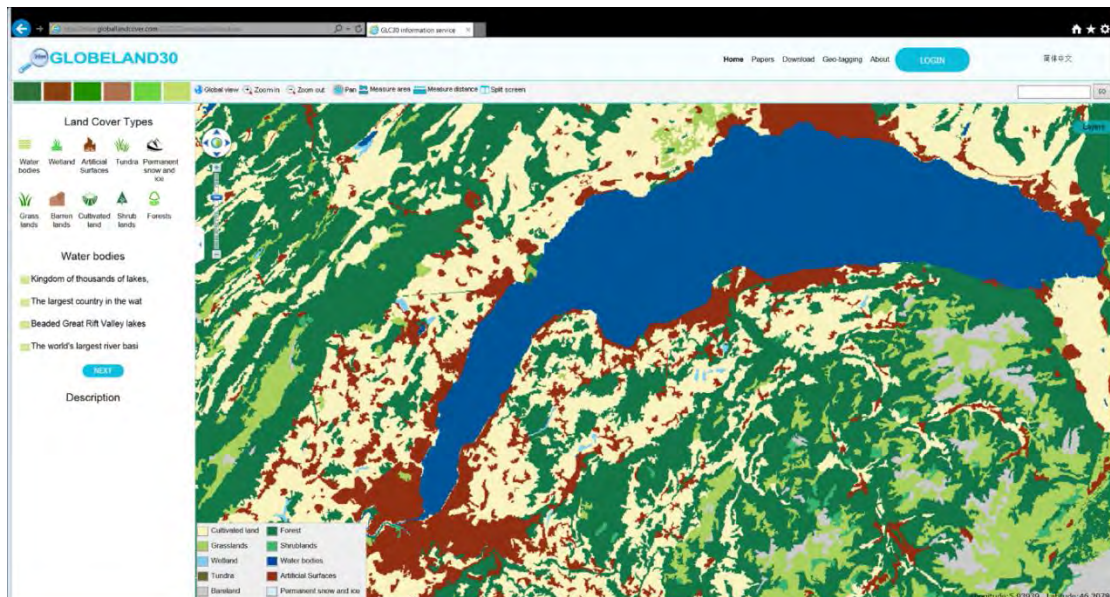 globallandcover.com
GLC30 information service
GLOBELAND30
Home Papers Download Geo-tagging About LOGIN 简体中文
Global view Zoom in Zoom out Pan Measure area Measure distance Split screen GO
Layers
Land Cover Types
Water bodies
Wetland
Artificial Surfaces
Tundra
Permanent snow and ice
Grass lands
Barren lands
Cultivated land
Shrub lands
Forests
Water bodies
Kingdom of thousands of lakes,
The largest country in the wat
Beaded Great Rift Valley lakes
The world's largest river basi
NEXT
Description
Cultivated land Forest
Grasslands Shrublands
Wetland Water bodies
Tundra Artificial Surfaces
Bareland Permanent snow and ice